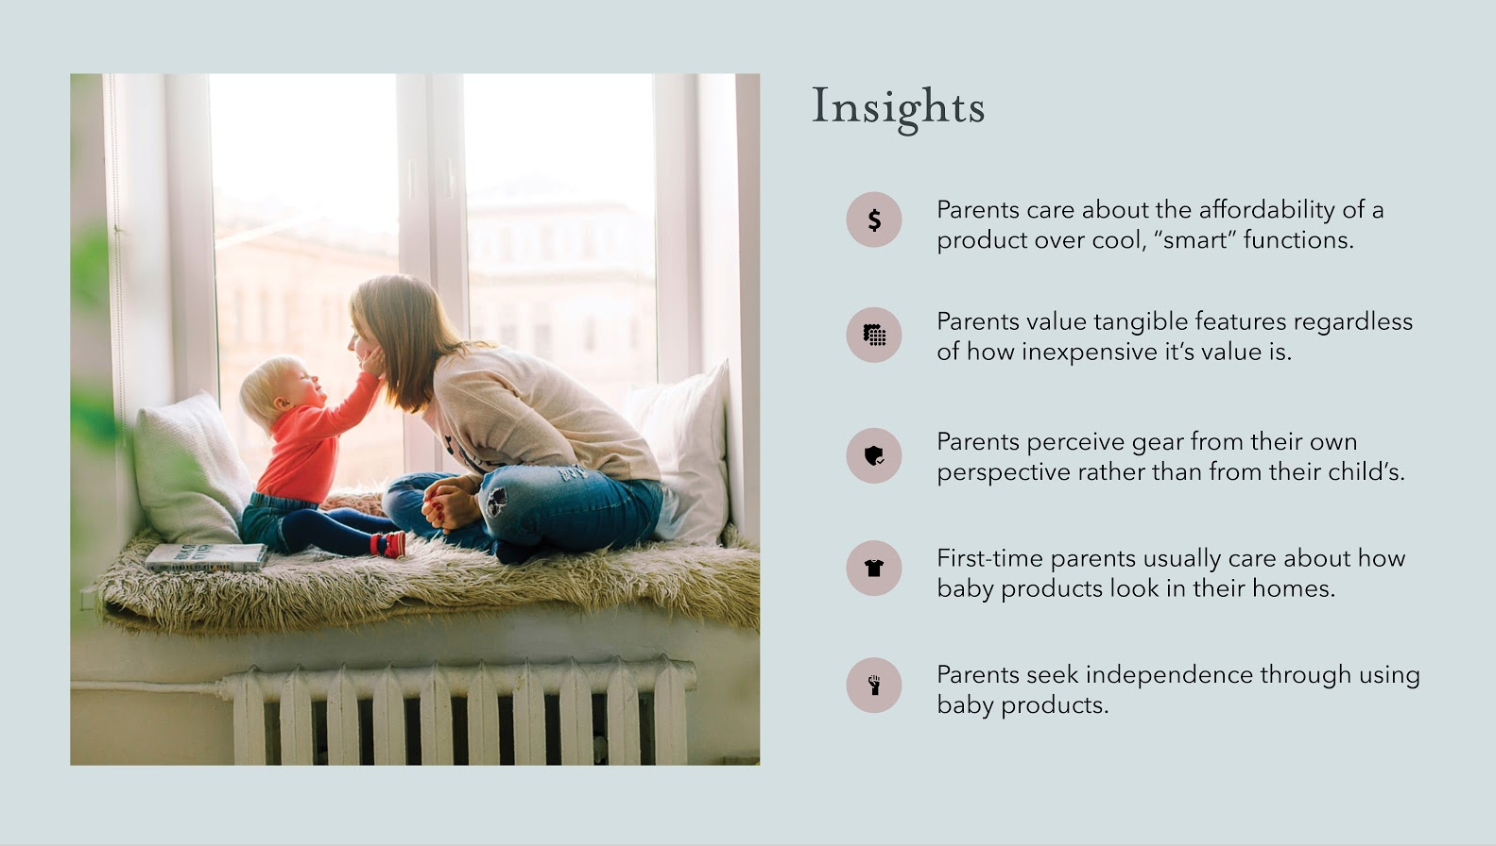 Insights
$
Parents care about the affordability of a
product over cool, “smart” functions.
Parents value tangible features regardless
of how inexpensive it’s value is.
Parents perceive gear from their own
perspective rather than from their child’s.
First-time parents usually care about how
baby products look in their homes.
Parents seek independence through using
baby products.